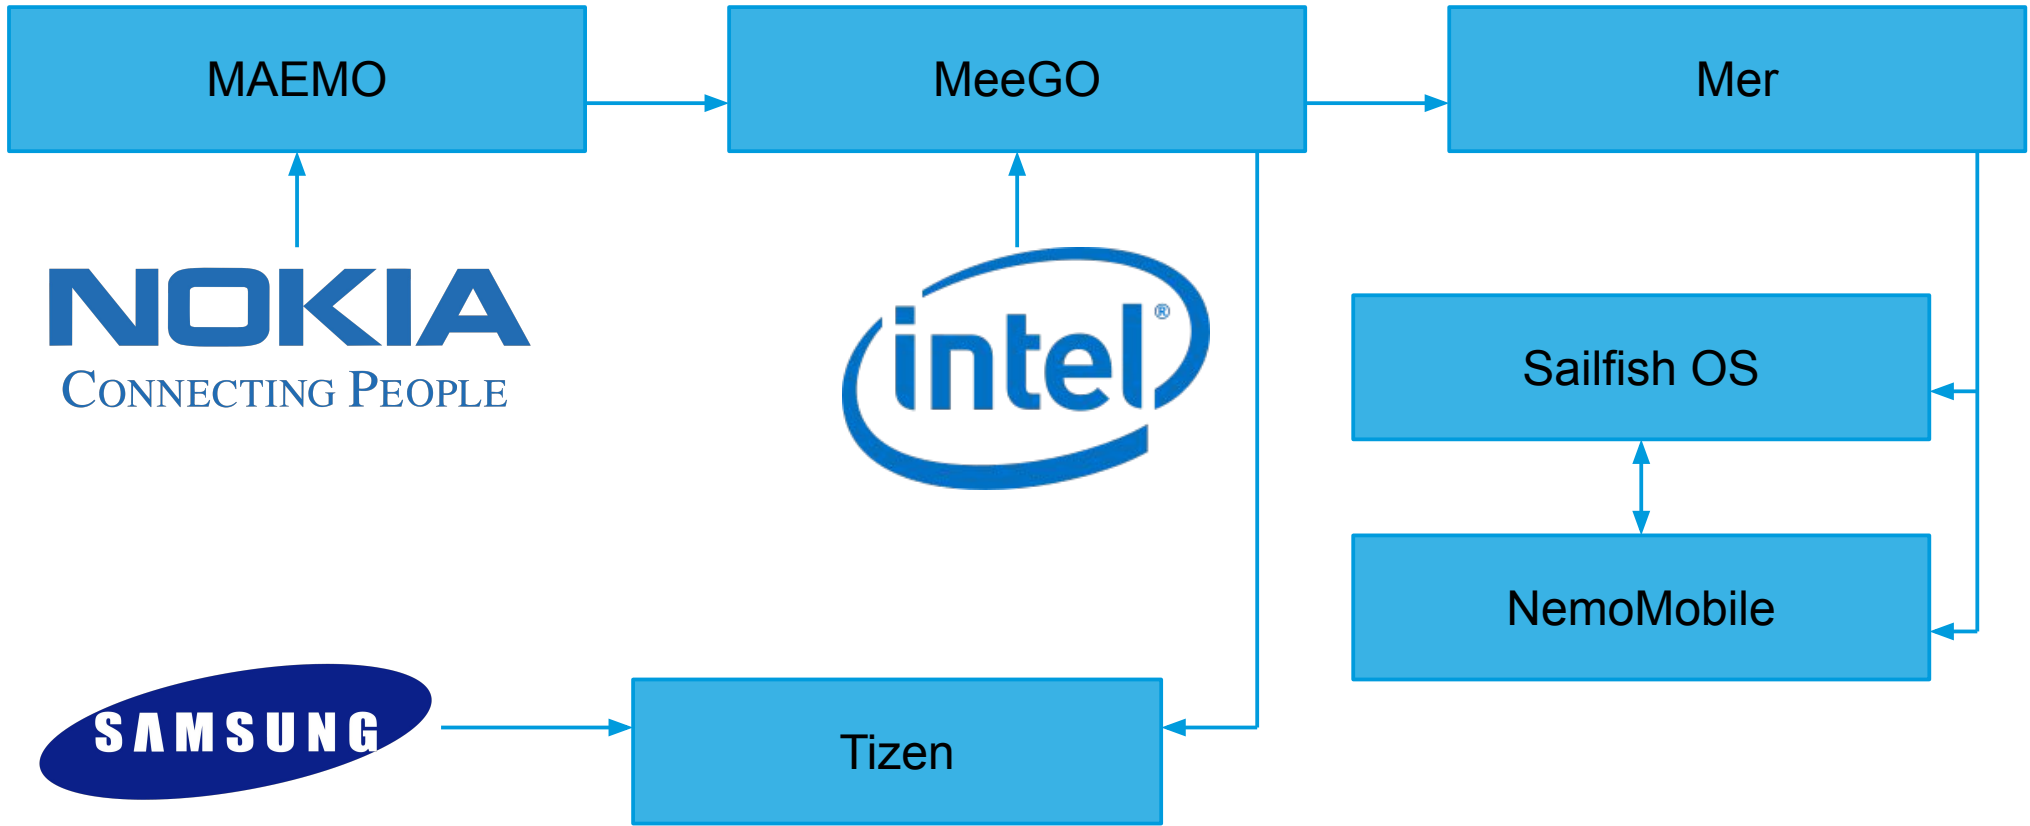 MAEMO
MeeGO
Mer
NOKIA
CONNECTING PEOPLE
intel®
Sailfish OS
NemoMobile
SAMSUNG
Tizen